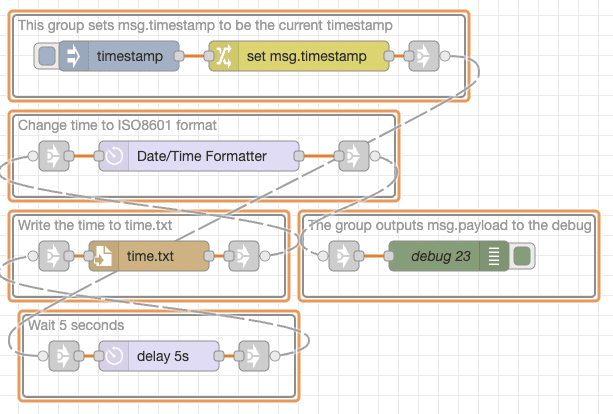 This group sets msg.timestamp to be the current timestamp
timestamp
set msg.timestamp
Change time to ISO8601 format
Date/Time Formatter
Write the time to time.txt
time.txt
The group outputs msg.payload to the debug
debug 23
Wait 5 seconds
delay 5s